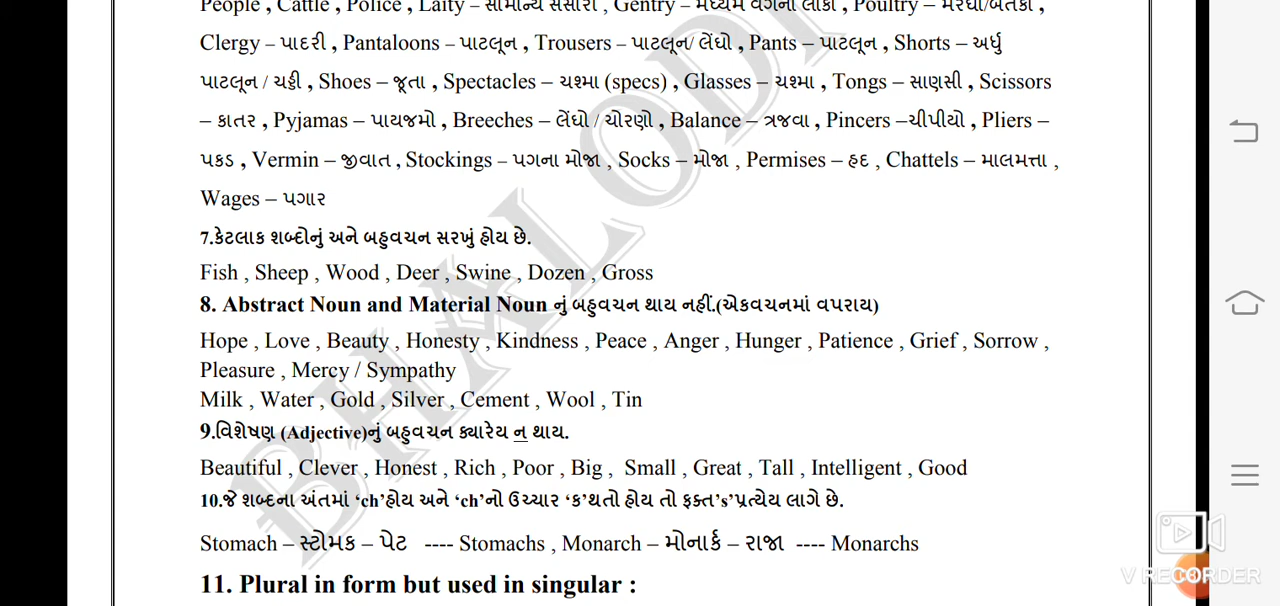 People , Cattle , Police , Laity – સામાન્ય સંસારી , Gentry – મધ્યમ વર્ગના લોકો , Poultry – મરઘાં/બતકાં ,
Clergy – પાદરી , Pantaloons – પાટલૂન , Trousers – પાટલૂન/ લેંઘો , Pants – પાટલૂન , Shorts – અર્ધુ
પાટલૂન / ચડ્ડી , Shoes – જૂતા , Spectacles – ચશ્મા (specs) , Glasses – ચશ્મા , Tongs – સાણસી , Scissors
– કાતર , Pyjamas – પાયજમો , Breeches – લેંઘો / ચોરણો , Balance – ત્રાજવા , Pincers –ચીપીયો , Pliers –
પકડ , Vermin – જીવાત , Stockings – પગના મોજા , Socks – મોજા , Permises – હદ , Chattels – માલમત્તા ,
Wages – પગાર
7.કેટલાક શબ્દોનું અને બહુવચન સરખું હોય છે.
Fish , Sheep , Wood , Deer , Swine , Dozen , Gross
8. Abstract Noun and Material Noun નું બહુવચન થાય નહીં.(એકવચનમાં વપરાય)
Hope , Love , Beauty , Honesty , Kindness , Peace , Anger , Hunger , Patience , Grief , Sorrow ,
Pleasure , Mercy / Sympathy
Milk , Water , Gold , Silver , Cement , Wool , Tin
9.વિશેષણ (Adjective)નું બહુવચન ક્યારેય ન થાય.
Beautiful , Clever , Honest , Rich , Poor , Big , Small , Great , Tall , Intelligent , Good
10.જે શબ્દના અંતમાં ‘ch’હોય અને ‘ch’નો ઉચ્ચાર ‘ક’થતો હોય તો ફક્ત‘s’પ્રત્યેય લાગે છે.
Stomach – સ્ટોમક – પેટ ---- Stomachs , Monarch – મોનાર્ક – રાજા ---- Monarchs
11. Plural in form but used in singular :
BHALODI
V RECORDER